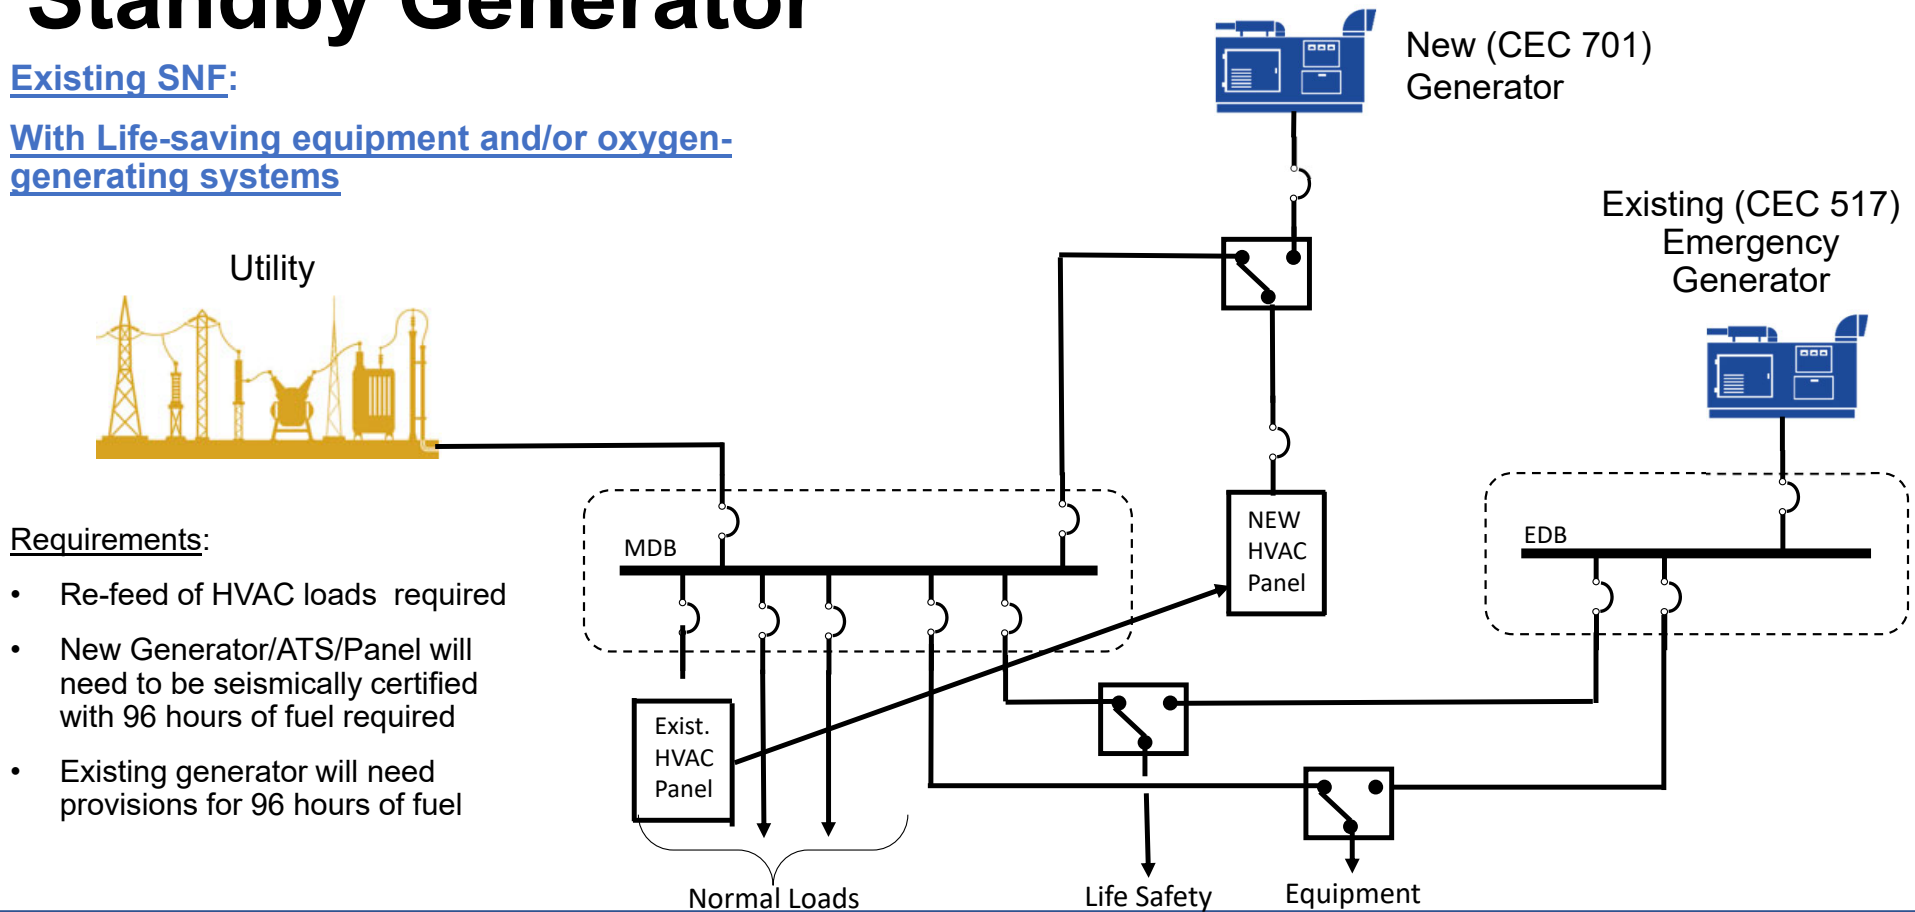 Standby Generator
Existing SNF:
With Life-saving equipment and/or oxygen-
generating systems
New (CEC 701)
Generator
Existing (CEC 517)
Emergency
Generator
Utility
Requirements:
• Re-feed of HVAC loads required
• New Generator/ATS/Panel will
need to be seismically certified
with 96 hours of fuel required
• Existing generator will need
provisions for 96 hours of fuel
MDB
NEW
HVAC
Panel
EDB
Exist.
HVAC
Panel
Normal Loads
Life Safety
Equipment